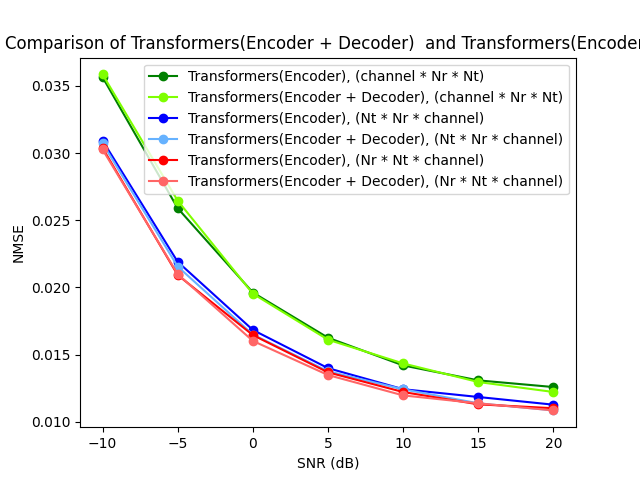 Comparison of Transformers(Encoder + Decoder)  and Transformers(Encoder
Transformers(Encoder), (channel * Nr * Nt)
Transformers(Encoder + Decoder), (channel * Nr * Nt)
Transformers(Encoder), (Nt * Nr * channel)
Transformers(Encoder + Decoder), (Nt * Nr * channel)
Transformers(Encoder), (Nr * Nt * channel)
Transformers(Encoder + Decoder), (Nr * Nt * channel)
NMSE
0.035
0.030
0.025
0.020
0.015
0.010
−10
−5
0
5
10
15
20
SNR (dB)